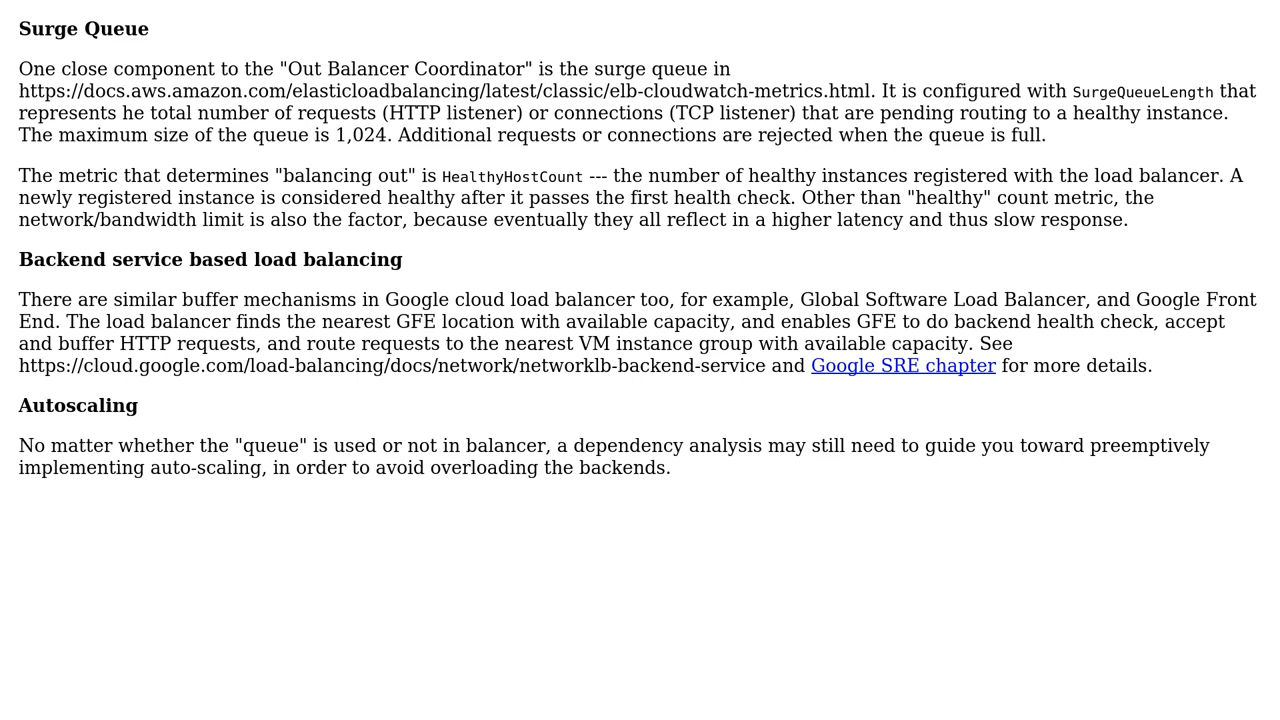 Surge Queue
One close component to the "Out Balancer Coordinator" is the surge queue in
https://docs.aws.amazon.com/elasticloadbalancing/latest/classic/elb-cloudwatch-metrics.html. It is configured with SurgeQueueLength that
represents he total number of requests (HTTP listener) or connections (TCP listener) that are pending routing to a healthy instance.
The maximum size of the queue is 1,024. Additional requests or connections are rejected when the queue is full.
The metric that determines "balancing out" is HealthyHostCount --- the number of healthy instances registered with the load balancer. A
newly registered instance is considered healthy after it passes the first health check. Other than "healthy" count metric, the
network/bandwidth limit is also the factor, because eventually they all reflect in a higher latency and thus slow response.
Backend service based load balancing
There are similar buffer mechanisms in Google cloud load balancer too, for example, Global Software Load Balancer, and Google Front
End. The load balancer finds the nearest GFE location with available capacity, and enables GFE to do backend health check, accept
and buffer HTTP requests, and route requests to the nearest VM instance group with available capacity. See
https://cloud.google.com/load-balancing/docs/network/networklb-backend-service and Google SRE chapter for more details.
Autoscaling
No matter whether the "queue" is used or not in balancer, a dependency analysis may still need to guide you toward preemptively
implementing auto-scaling, in order to avoid overloading the backends.